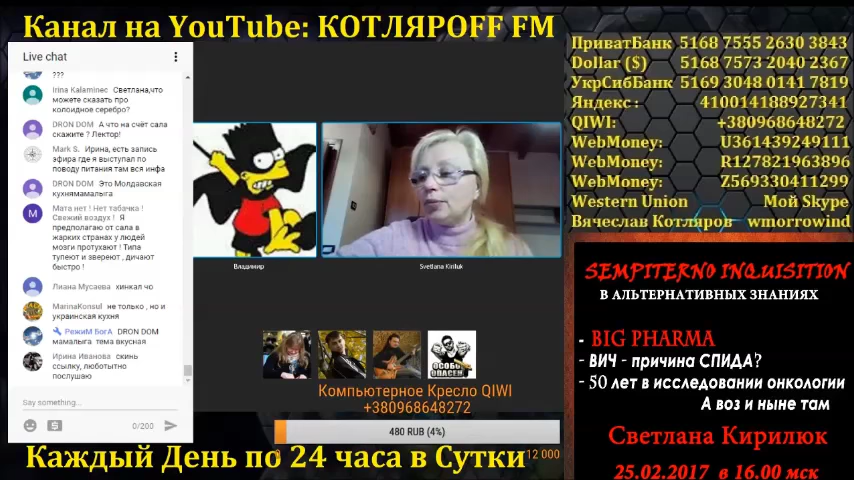 Канал на YouTube: КОТЛЯРОFF FM
Live chat
???
Irina Kalaminec Светлана,что
можете сказать про
колоидное серебро?
DRON DOM А что на счёт сала
скажите ? Лектор!
Mark S. Ирина, есть запись
эфира где я выступал по
поводу питания там вся инфа
DRON DOM Это Молдавская
кухнямамалыга
Мата нет ! Нет табачка !
Свежий воздух ! Я
предполагаю от сала в
жарких странах у людей
мозги протухают ! Типа
тупеют и звереют , дичают
быстро !
Лиана Мусаева хинкал чо
MarinaKonsul не только , но и
украинская кухня
РежиМ БогА DRON DOM
мамалыга тема вкусная
Ирина Иванова скинь
ссылку, люботытно
послушаю
Say something...
0/200
Владимир
Svetlana Kiriluk
ОСОБО
ОПАСЕН
Компьютерное Кресло QIWI
+380968648272
480 RUB (4%)
0
12 000
Каждый День по 24 часа в Сутки
ПриватБанк 5168 7555 2630 3843
Dollar ($) 5168 7573 2040 2367
УкрСибБанк 5169 3048 0141 7819
Яндекс : 410014188927341
QIWI: +380968648272
WebMoney: U361439249111
WebMoney: R127821963896
WebMoney: Z569330411299
Western Union Мой Skype
Вячеслав Котляров wmorrowind
SEMPITERNO INQUISITION
В АЛЬТЕРНАТИВНЫХ ЗНАНИЯХ
- BIG PHARMA
- ВИЧ - причина СПИДА?
- 50 лет в исследовании онкологии
А воз и ныне там
Светлана Кирилюк
25.02.2017 в 16.00 мск